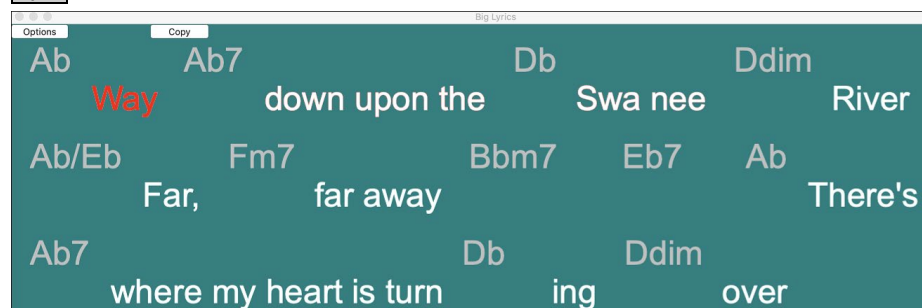 Big Lyrics
Options Copy
Ab Ab7 Db Ddim
Way down upon the Swa nee River
Ab/Eb Fm7 Bbm7 Eb7 Ab
Far, far away There's
Ab7 Db Ddim
where my heart is turn ing over